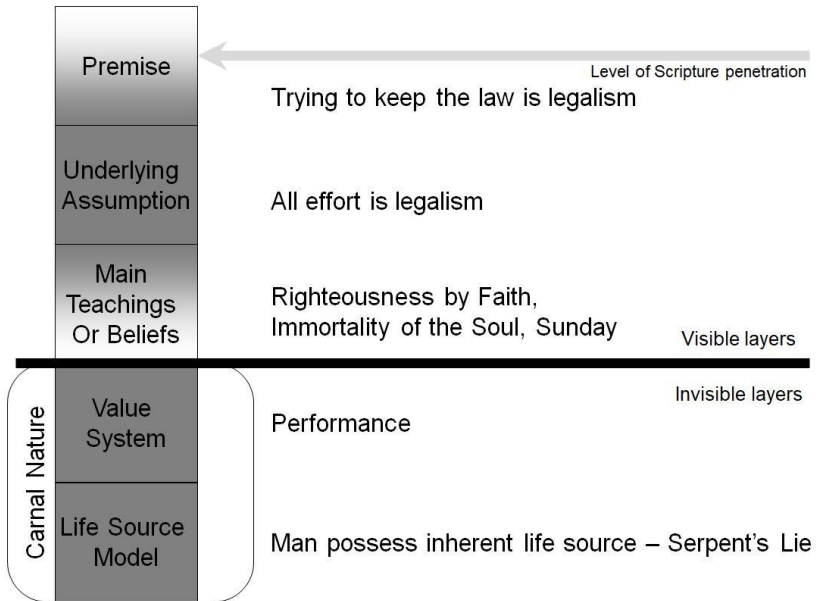 Premise
Level of Scripture penetration
Trying to keep the law is legalism
Underlying
Assumption
All effort is legalism
Main
Teachings
Or Beliefs
Righteousness by Faith,
Immortality of the Soul, Sunday
Visible layers
Invisible layers
Carnal Nature
Value
System
Performance
Life Source
Model
Man possess inherent life source – Serpent's Lie